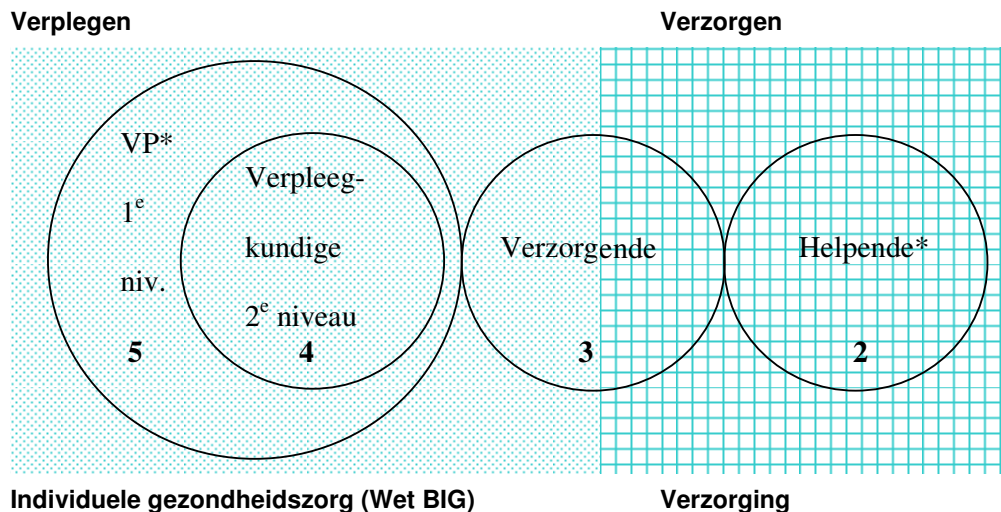 Verplegen
Verzorgen
VP*
1e
niv.
5
Verpleeg-
kundige
2e niveau
4
Verzorgende
3
Helpende*
2
Individuele gezondheidszorg (Wet BIG)
Verzorging